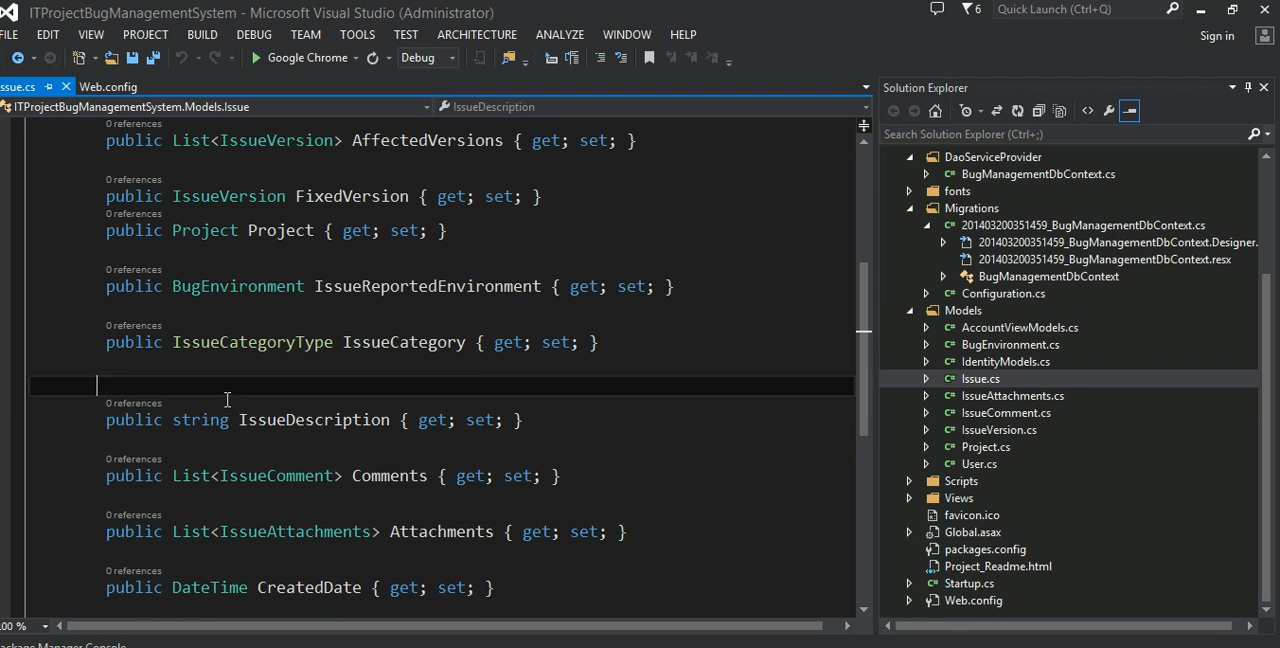 ITProjectBugManagementSystem - Microsoft Visual Studio (Administrator)
6
Quick Launch (Ctrl+Q)
FILE EDIT VIEW PROJECT BUILD DEBUG TEAM TOOLS TEST ARCHITECTURE ANALYZE WINDOW HELP
Sign in
Google Chrome
Debug
ssue.cs
Web.config
ITProjectBugManagementSystem.Models.Issue
IssueDescription
0 references
public List<IssueVersion> AffectedVersions { get; set; }
0 references
public IssueVersion FixedVersion { get; set; }
0 references
public Project Project { get; set; }
0 references
public BugEnvironment IssueReportedEnvironment { get; set; }
0 references
public IssueCategoryType IssueCategory { get; set; }
0 references
public string IssueDescription { get; set; }
0 references
public List<IssueComment> Comments { get; set; }
0 references
public List<IssueAttachments> Attachments { get; set; }
0 references
public DateTime CreatedDate { get; set; }
00 %
ackage Manager Console
Solution Explorer
Search Solution Explorer (Ctrl+;)
DaoServiceProvider
C# BugManagementDbContext.cs
fonts
Migrations
C# 201403200351459_BugManagementDbContext.cs
201403200351459_BugManagementDbContext.Designer.
201403200351459_BugManagementDbContext.resx
BugManagementDbContext
C# Configuration.cs
Models
C# AccountViewModels.cs
C# BugEnvironment.cs
C# IdentityModels.cs
C# Issue.cs
C# IssueAttachments.cs
C# IssueComment.cs
C# IssueVersion.cs
C# Project.cs
C# User.cs
Scripts
Views
favicon.ico
Global.asax
packages.config
Project_Readme.html
C# Startup.cs
Web.config